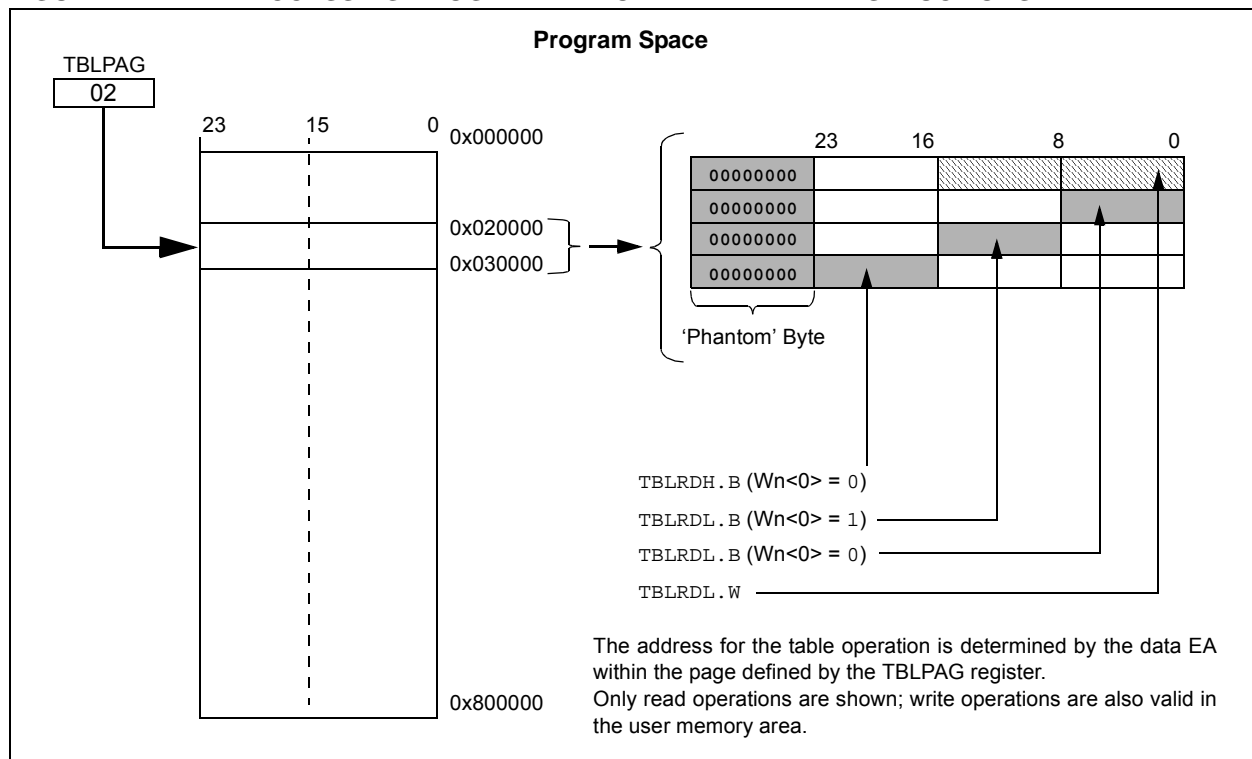 Program Space
TBLPAG
02
23 15 0
0x000000
0x020000
0x030000
0x800000
23 16 8 0
00000000
00000000
00000000
00000000
‘Phantom’ Byte
TBLRDH.B (Wn<0> = 0)
TBLRDL.B (Wn<0> = 1)
TBLRDL.B (Wn<0> = 0)
TBLRDL.W
The address for the table operation is determined by the data EA
within the page defined by the TBLPAG register.
Only read operations are shown; write operations are also valid in
the user memory area.